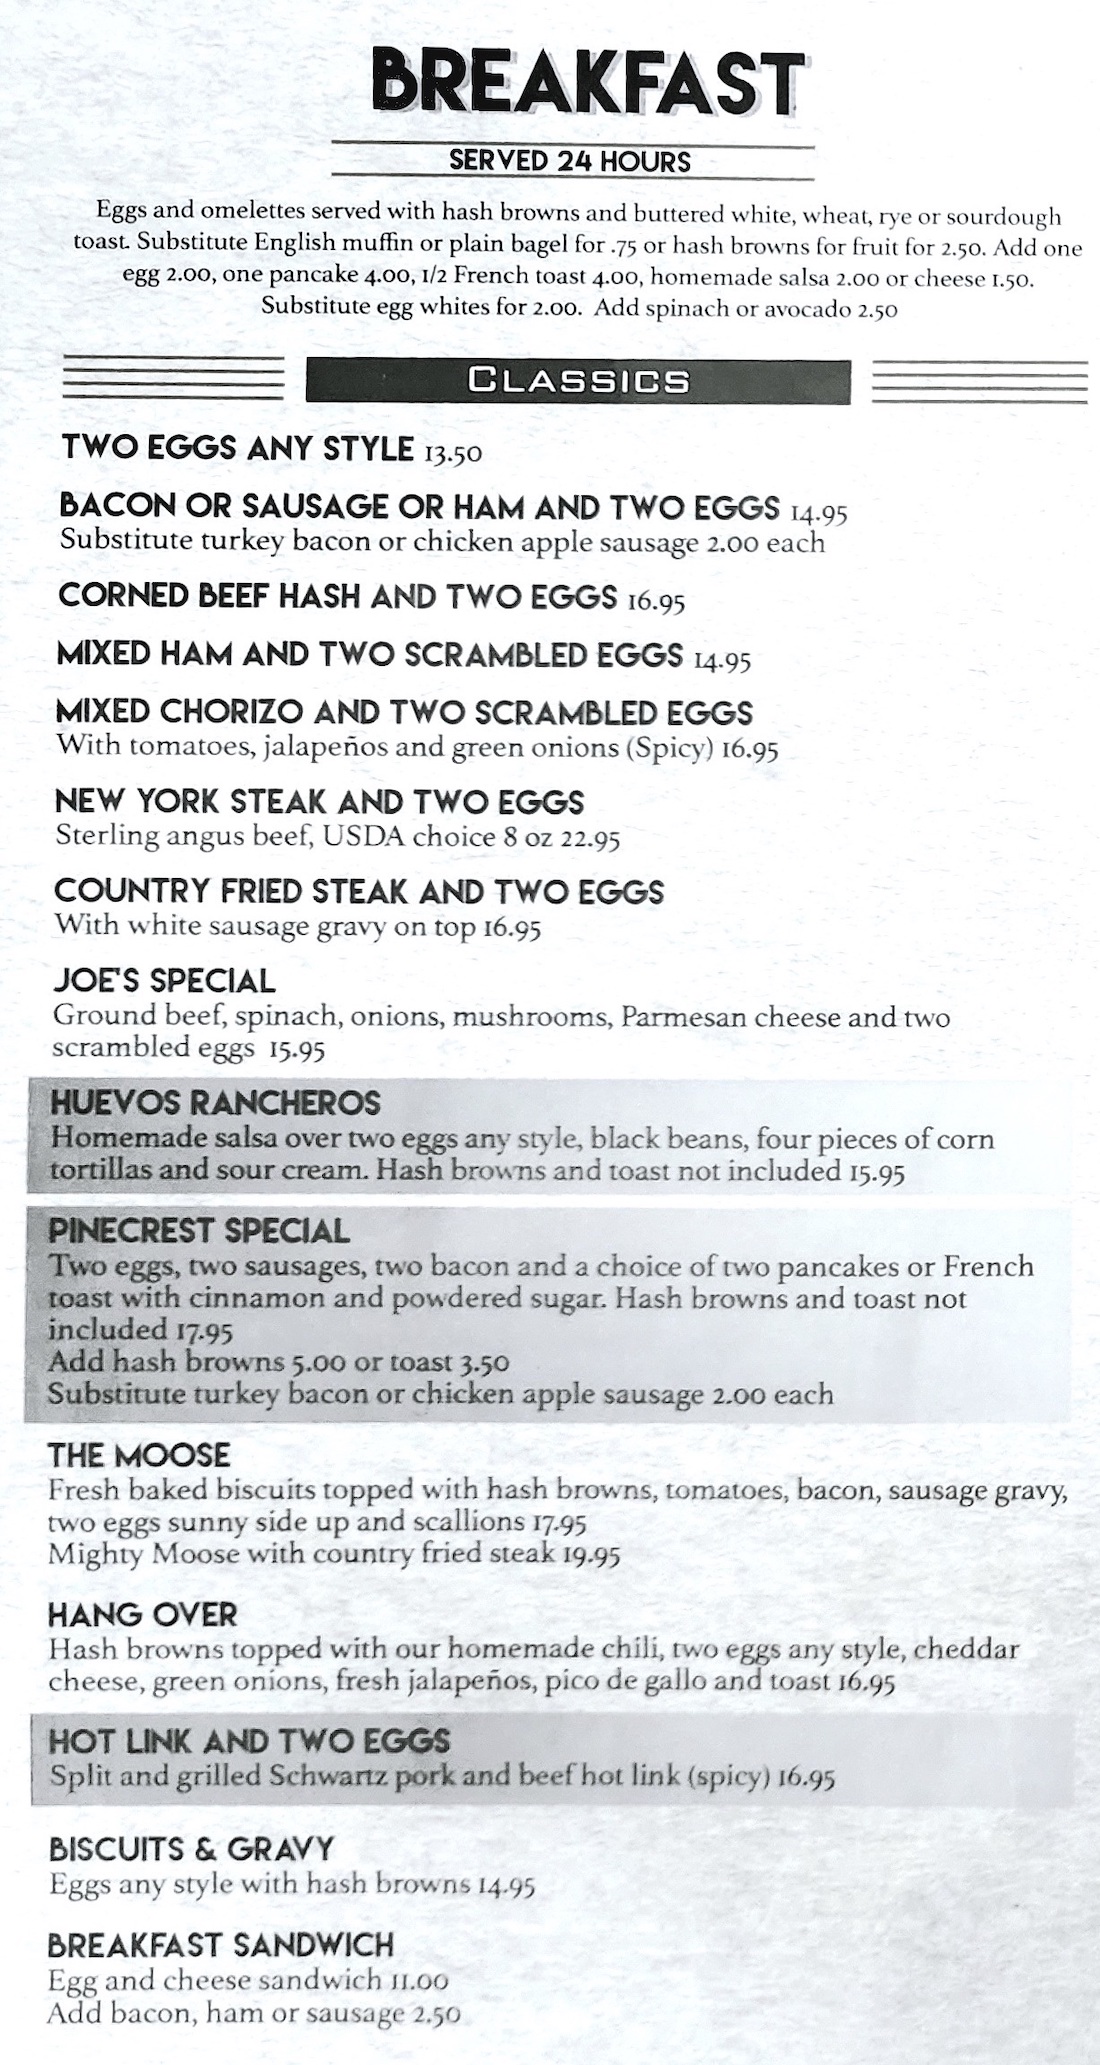 BREAKFAST
SERVED 24 HOURS
Eggs and omelettes served with hash browns and buttered white, wheat, rye or sourdough
toast. Substitute English muffin or plain bagel for .75 or hash browns for fruit for 2.50. Add one
egg 2.00, one pancake 4.00, 1/2 French toast 4.00, homemade salsa 2.00 or cheese 1.50.
Substitute egg whites for 2.00. Add spinach or avocado 2.50
CLASSICS
TWO EGGS ANY STYLE 13.50
BACON OR SAUSAGE OR HAM AND TWO EGGS 14.95
Substitute turkey bacon or chicken apple sausage 2.00 each
CORNED BEEF HASH AND TWO EGGS 16.95
MIXED HAM AND TWO SCRAMBLED EGGS 14.95
MIXED CHORIZO AND TWO SCRAMBLED EGGS
With tomatoes, jalapeños and green onions (Spicy) 16.95
NEW YORK STEAK AND TWO EGGS
Sterling angus beef, USDA choice 8 oz 22.95
COUNTRY FRIED STEAK AND TWO EGGS
With white sausage gravy on top 16.95
JOE'S SPECIAL
Ground beef, spinach, onions, mushrooms, Parmesan cheese and two
scrambled eggs 15.95
HUEVOS RANCHEROS
Homemade salsa over two eggs any style, black beans, four pieces of corn
tortillas and sour cream. Hash browns and toast not included 15.95
PINECREST SPECIAL
Two eggs, two sausages, two bacon and a choice of two pancakes or French
toast with cinnamon and powdered sugar. Hash browns and toast not
included 17.95
Add hash browns 5.00 or toast 3.50
Substitute turkey bacon or chicken apple sausage 2.00 each
THE MOOSE
Fresh baked biscuits topped with hash browns, tomatoes, bacon, sausage gravy,
two eggs sunny side up and scallions 17.95
Mighty Moose with country fried steak 19.95
HANG OVER
Hash browns topped with our homemade chili, two eggs any style, cheddar
cheese, green onions, fresh jalapeños, pico de gallo and toast 16.95
HOT LINK AND TWO EGGS
Split and grilled Schwartz pork and beef hot link (spicy) 16.95
BISCUITS & GRAVY
Eggs any style with hash browns 14.95
BREAKFAST SANDWICH
Egg and cheese sandwich 11.00
Add bacon, ham or sausage 2.50